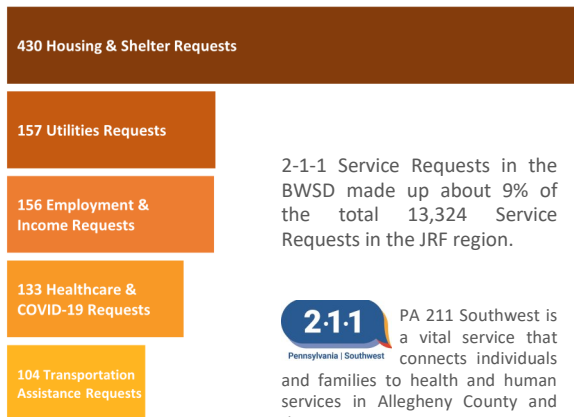 430 Housing & Shelter Requests
157 Utilities Requests
156 Employment &
Income Requests
133 Healthcare &
COVID-19 Requests
104 Transportation
Assistance Requests
2-1-1 Service Requests in the
BWSD made up about 9% of
the total 13,324 Service
Requests in the JRF region.
2·1·1
Pennsylvania | Southwest
PA 211 Southwest is
a vital service that
connects individuals
and families to health and human
services in Allegheny County and